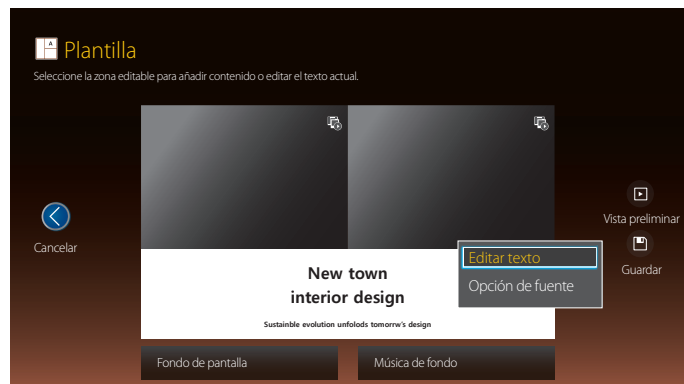 A
Plantilla
Seleccione la zona editable para añadir contenido o editar el texto actual.
Cancelar
Vista preliminar
Guardar
Editar texto
Opción de fuente
New town
interior design
Sustainble evolution unfolods tomorrw's design
Fondo de pantalla
Música de fondo